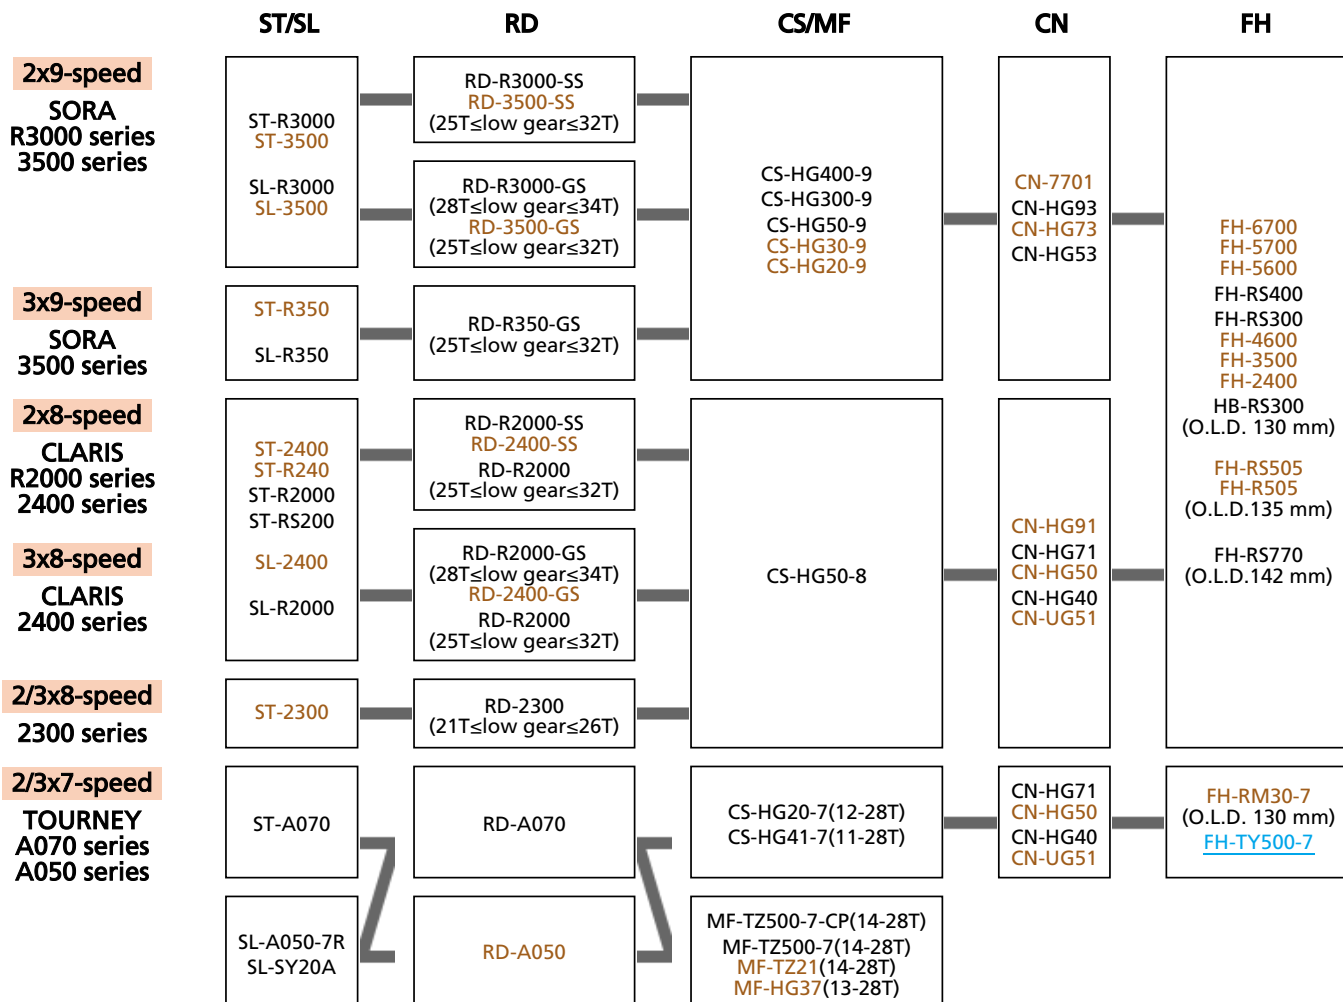 ST/SL
RD
CS/MF
CN
FH
2x9-speed
SORA
R3000 series
3500 series
ST-R3000
ST-3500
SL-R3000
SL-3500
RD-R3000-SS
RD-3500-SS
(25T≤low gear≤32T)
RD-R3000-GS
(28T≤low gear≤34T)
RD-3500-GS
(25T≤low gear≤32T)
CS-HG400-9
CS-HG300-9
CS-HG50-9
CS-HG30-9
CS-HG20-9
CN-7701
CN-HG93
CN-HG73
CN-HG53
FH-6700
FH-5700
FH-5600
FH-RS400
FH-RS300
FH-4600
FH-3500
FH-2400
HB-RS300
(O.L.D. 130 mm)
FH-RS505
FH-R505
(O.L.D.135 mm)
FH-RS770
(O.L.D.142 mm)
3x9-speed
SORA
3500 series
ST-R350
SL-R350
RD-R350-GS
(25T≤low gear≤32T)
2x8-speed
CLARIS
R2000 series
2400 series
3x8-speed
CLARIS
2400 series
ST-2400
ST-R240
ST-R2000
ST-RS200
SL-2400
SL-R2000
RD-R2000-SS
RD-2400-SS
RD-R2000
(25T≤low gear≤32T)
RD-R2000-GS
(28T≤low gear≤34T)
RD-2400-GS
RD-R2000
(25T≤low gear≤32T)
CS-HG50-8
CN-HG91
CN-HG71
CN-HG50
CN-HG40
CN-UG51
2/3x8-speed
2300 series
ST-2300
RD-2300
(21T≤low gear≤26T)
2/3x7-speed
TOURNEY
A070 series
A050 series
ST-A070
RD-A070
CS-HG20-7(12-28T)
CS-HG41-7(11-28T)
CN-HG71
CN-HG50
CN-HG40
CN-UG51
FH-RM30-7
(O.L.D. 130 mm)
FH-TY500-7
SL-A050-7R
SL-SY20A
RD-A050
MF-TZ500-7-CP(14-28T)
MF-TZ500-7(14-28T)
MF-TZ21(14-28T)
MF-HG37(13-28T)